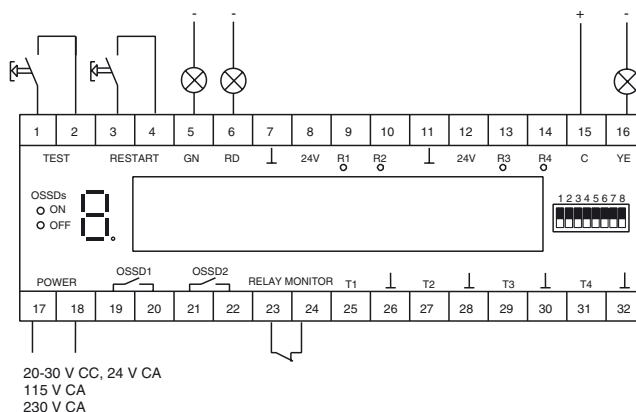 - - + -
1 2 3 4 5 6 7 8 9 10 11 12 13 14 15 16
TEST RESTART GN RD 24V R1 R2 24V R3 R4 C YE
OSSDs
ON
OFF
8.
1 2 3 4 5 6 7 8
POWER OSSD1 OSSD2 RELAY MONITOR T1 T2 T3 T4
17 18 19 20 21 22 23 24 25 26 27 28 29 30 31 32
20-30 V CC, 24 V CA
115 V CA
230 V CA